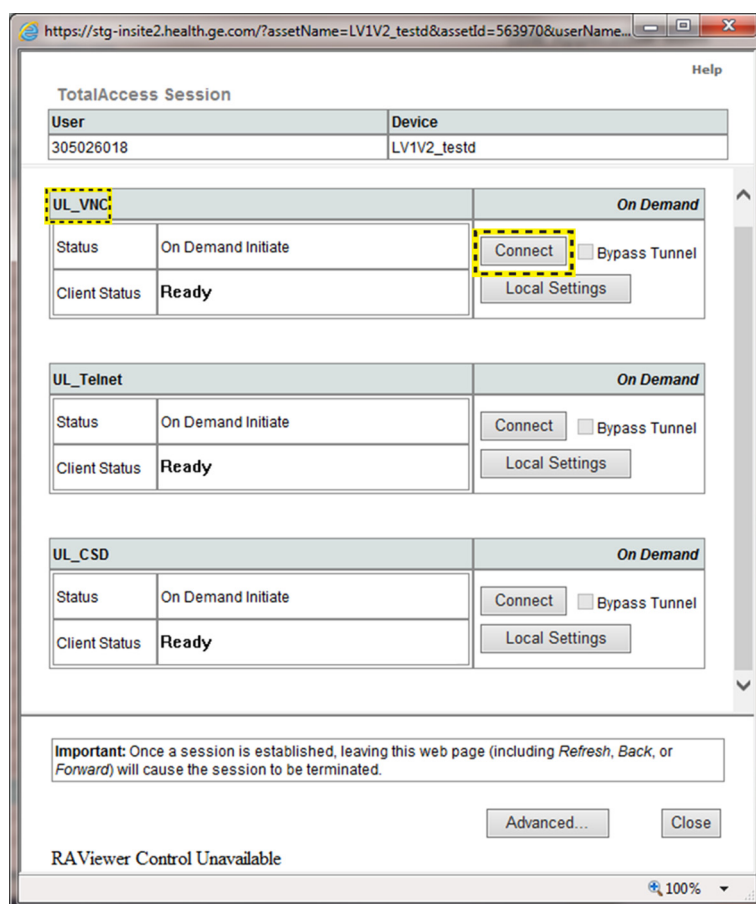 https://stg-insite2.health.ge.com/?assetName=LV1V2_testd&assetId=563970&userName...
Help
TotalAccess Session
User Device
305026018 LV1V2_testd
UL_VNC On Demand
Status On Demand Initiate Connect Bypass Tunnel
Client Status Ready Local Settings
UL_Telnet On Demand
Status On Demand Initiate Connect Bypass Tunnel
Client Status Ready Local Settings
UL_CSD On Demand
Status On Demand Initiate Connect Bypass Tunnel
Client Status Ready Local Settings
Important: Once a session is established, leaving this web page (including Refresh, Back, or
Forward) will cause the session to be terminated.
Advanced... Close
RAViewer Control Unavailable
100%